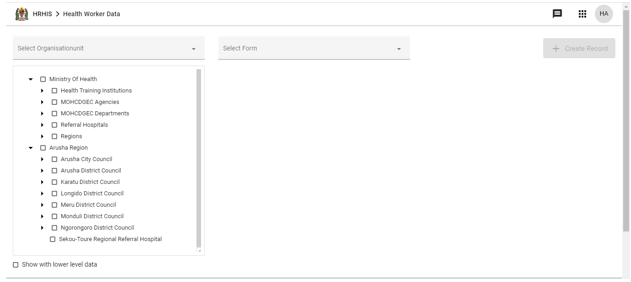 HRHIS > Health Worker Data
HA
Select Organisationunit
Select Form
+ Create Record
Ministry Of Health
Health Training Institutions
MOHCDGEC Agencies
MOHCDGEC Departments
Referral Hospitals
Regions
Arusha Region
Arusha City Council
Arusha District Council
Karatu District Council
Longido District Council
Meru District Council
Monduli District Council
Ngorongoro District Council
Sekou-Toure Regional Referral Hospital
Show with lower level data